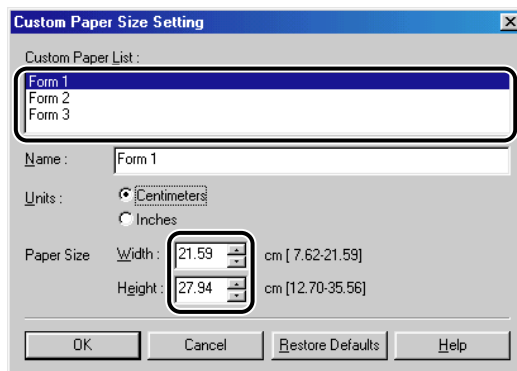 Custom Paper Size Setting
Custom Paper List :
Form 1
Form 2
Form 3
Name : Form 1
Units : Centimeters
Inches
Paper Size Width : 21.59 cm [ 7.62-21.59]
Height : 27.94 cm [12.70-35.56]
OK Cancel Restore Defaults Help